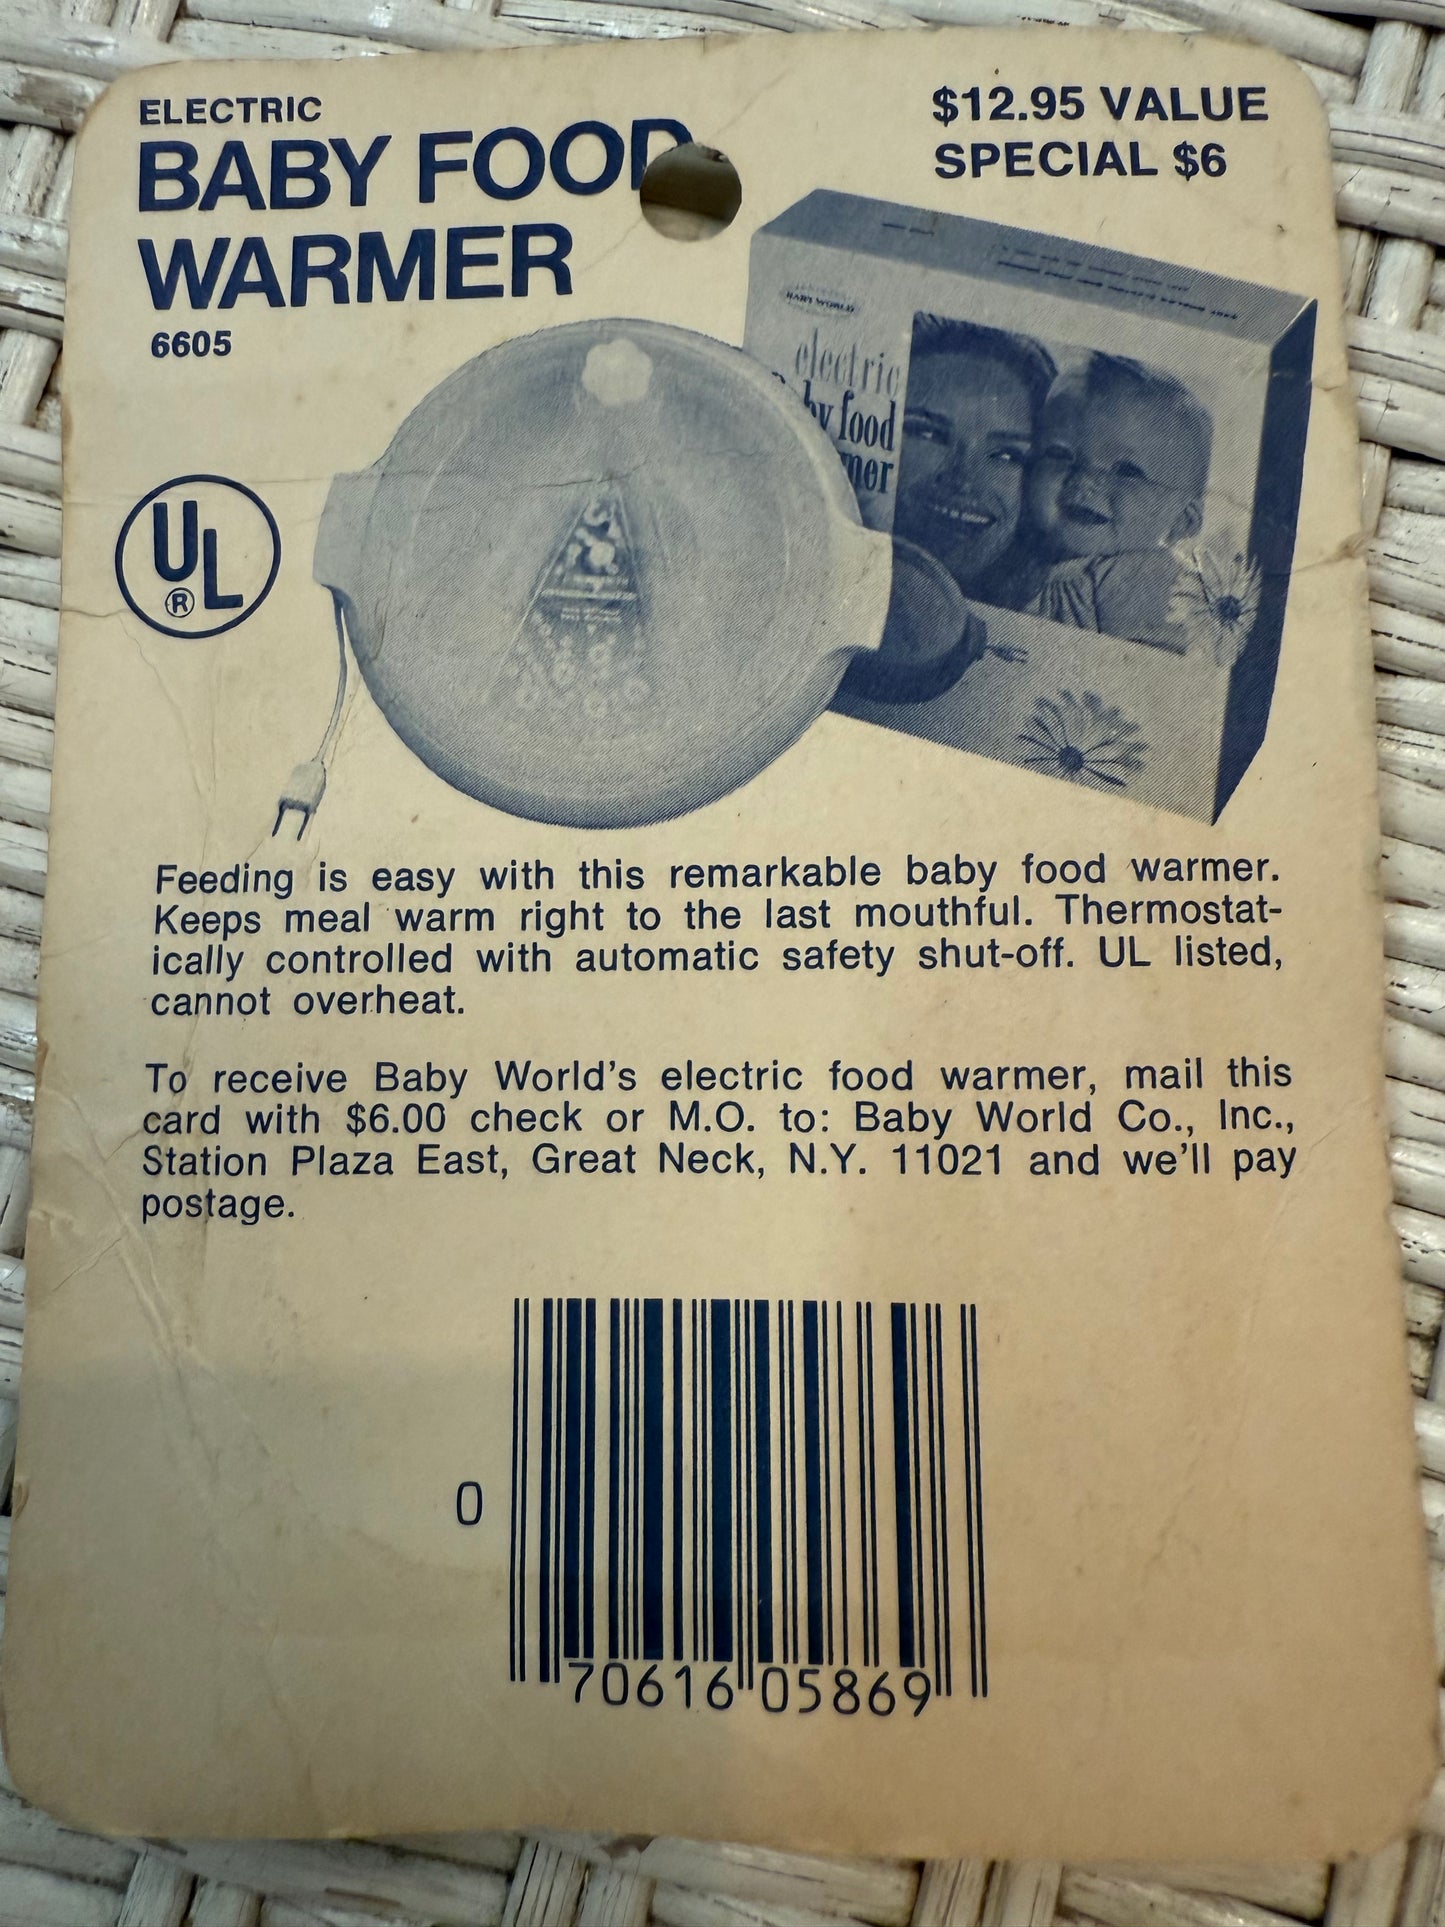 ELECTRIC
BABY FOOD
WARMER
6605
$12.95 VALUE
SPECIAL $6
BABY WORLD
electric
food
UL
®
Feeding is easy with this remarkable baby food warmer.
Keeps meal warm right to the last mouthful. Thermostat-
ically controlled with automatic safety shut-off. UL listed,
cannot overheat.
To receive Baby World's electric food warmer, mail this
card with $6.00 check or M.O. to: Baby World Co., Inc.,
Station Plaza East, Great Neck, N.Y. 11021 and we'll pay
postage.
0 70616 05869